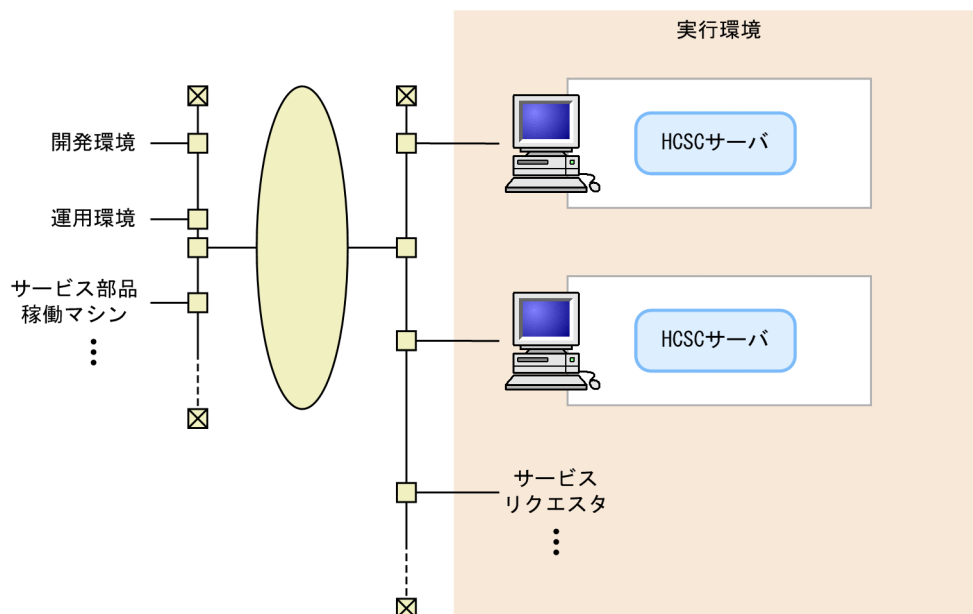 実行環境
開発環境
運用環境
サービス部品
稼働マシン
HCSCサーバ
HCSCサーバ
サービス
リクエスタ